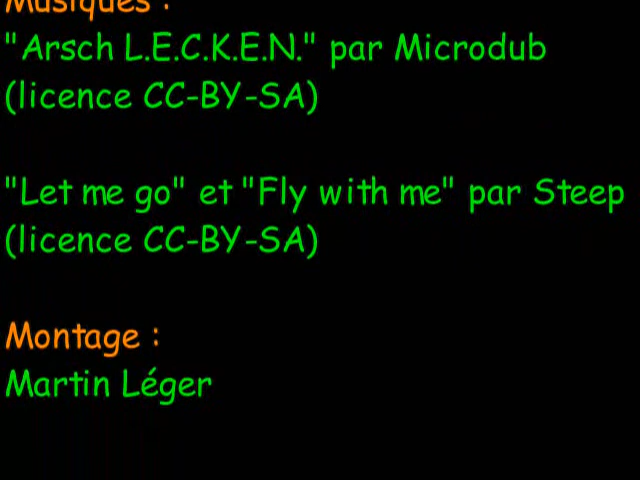 Musiques :
"Arsch L.E.C.K.E.N." par Microdub
(licence CC-BY-SA)
"Let me go" et "Fly with me" par Steep
(licence CC-BY-SA)
Montage :
Martin Léger